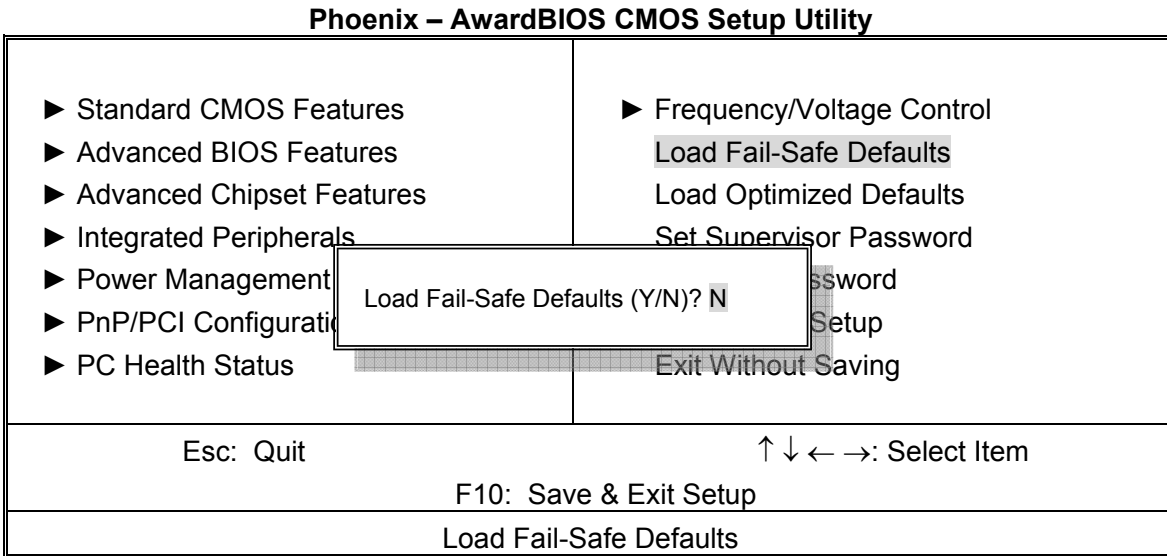 Phoenix – AwardBIOS CMOS Setup Utility
► Standard CMOS Features
► Advanced BIOS Features
► Advanced Chipset Features
► Integrated Peripherals
► Power Management
► PnP/PCI
► PC Health Status
► Frequency/Voltage Control
Load Fail-Safe Defaults
Load Optimized Defaults
Set Supervisor Password
Setup
Exit Without Saving
Load Fail-Safe Defaults (Y/N)? N
Esc: Quit
↑ ↓ ← →: Select Item
F10: Save & Exit Setup
Load Fail-Safe Defaults